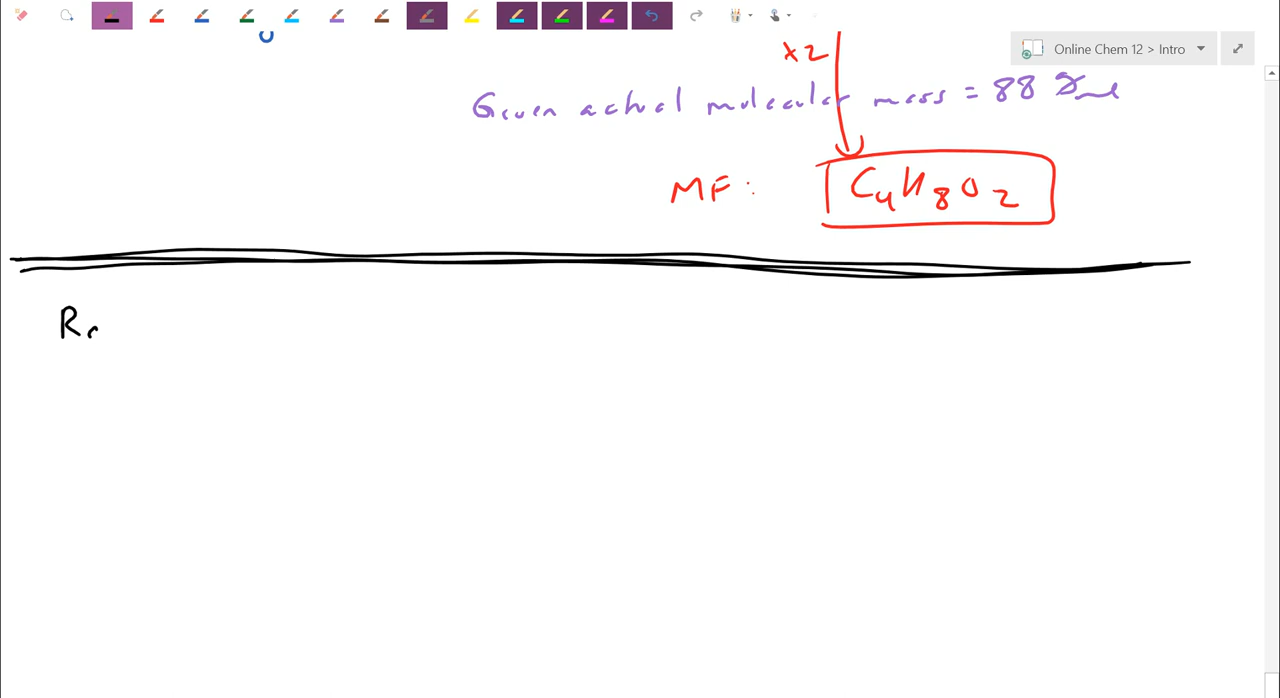 Online Chem 12 > Intro
x2
Given actual molecular mass = 88
MF: C₄H₈O₂